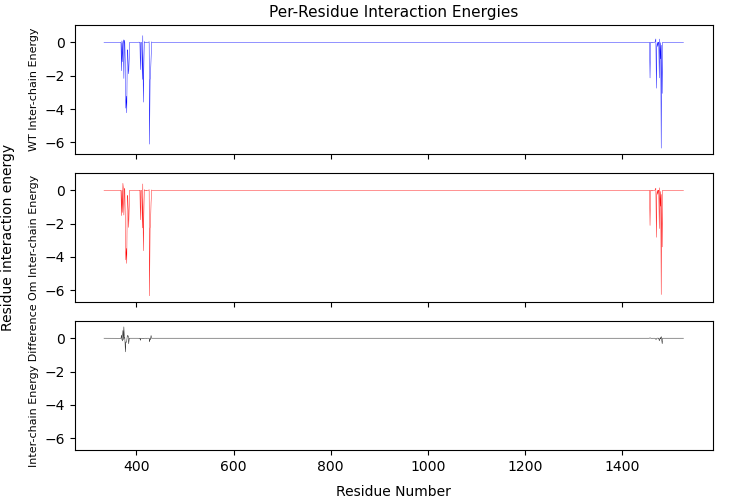 Per-Residue Interaction Energies
Residue interaction energy
WT Inter-chain Energy
0
−2
−4
−6
Om Inter-chain Energy
0
−2
−4
−6
Inter-chain Energy Difference
0
−2
−4
−6
400 600 800 1000 1200 1400
Residue Number